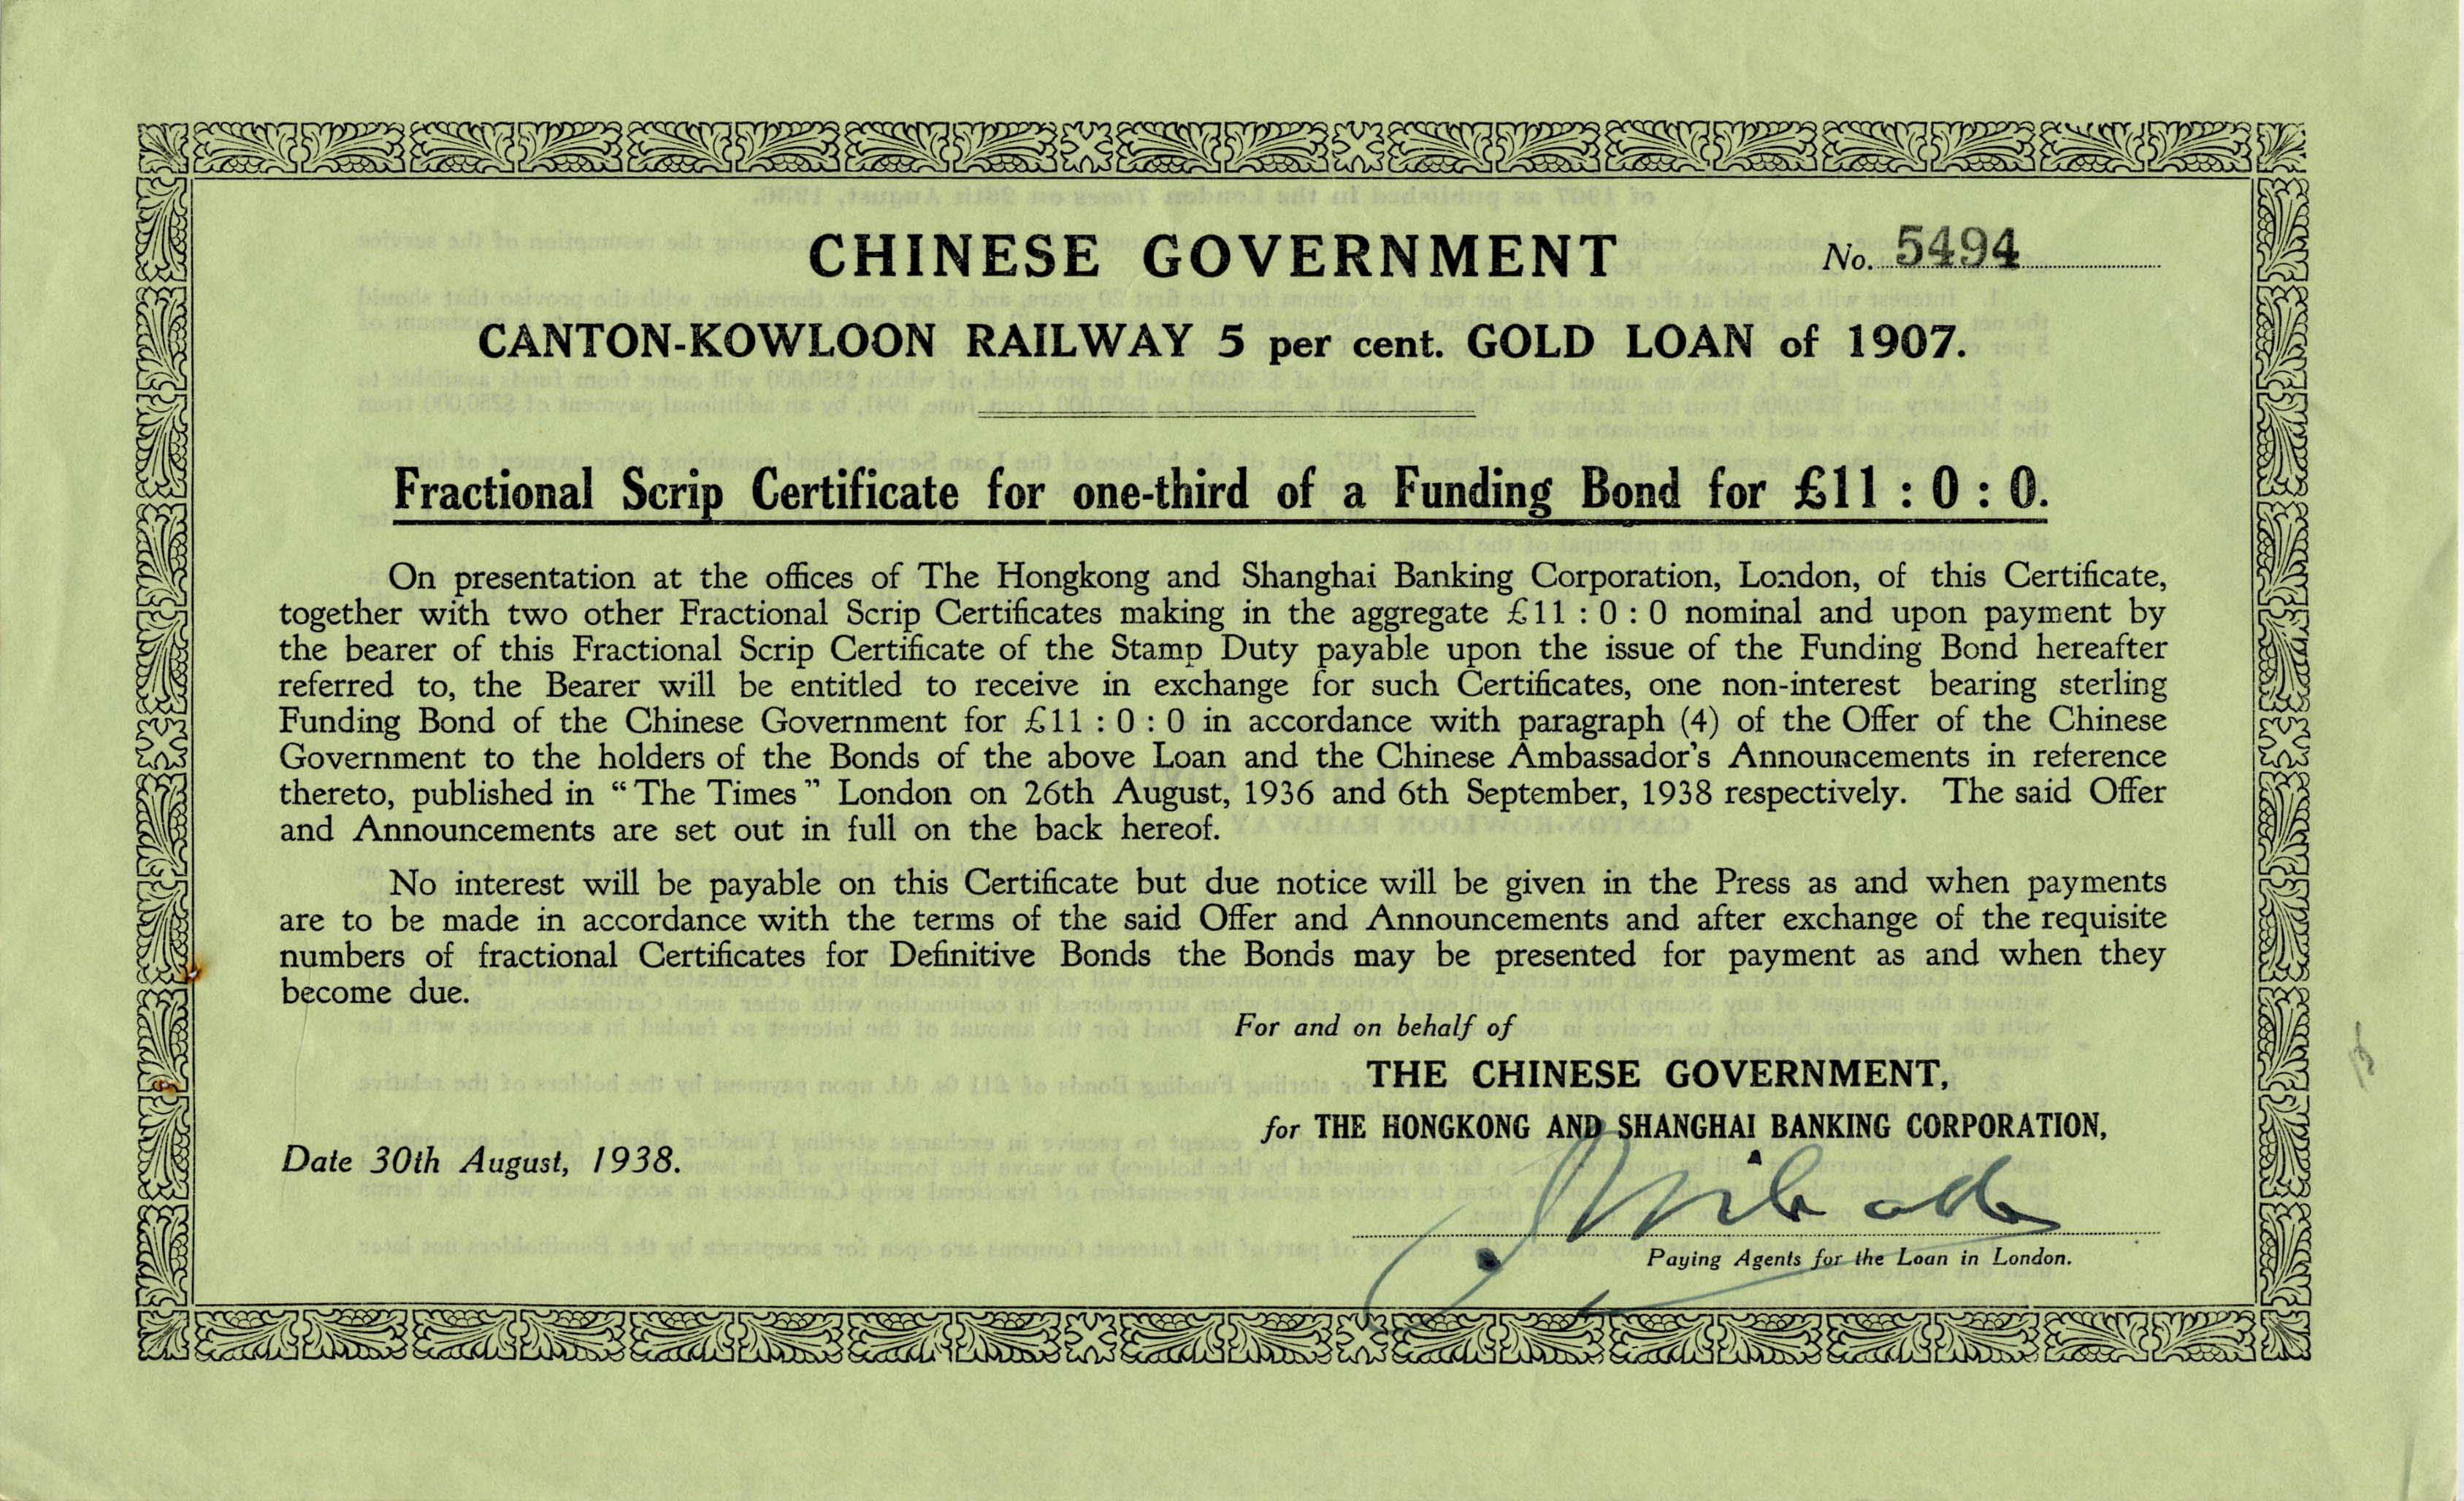 CHINESE GOVERNMENT
No. 5494
CANTON-KOWLOON RAILWAY 5 per cent. GOLD LOAN of 1907.
Fractional Scrip Certificate for one-third of a Funding Bond for £11 : 0 : 0.
On presentation at the offices of The Hongkong and Shanghai Banking Corporation, London, of this Certificate,
together with two other Fractional Scrip Certificates making in the aggregate £11 : 0 : 0 nominal and upon payment by
the bearer of this Fractional Scrip Certificate of the Stamp Duty payable upon the issue of the Funding Bond hereafter
referred to, the Bearer will be entitled to receive in exchange for such Certificates, one non-interest bearing sterling
Funding Bond of the Chinese Government for £11 : 0 : 0 in accordance with paragraph (4) of the Offer of the Chinese
Government to the holders of the Bonds of the above Loan and the Chinese Ambassador's Announcements in reference
thereto, published in “The Times” London on 26th August, 1936 and 6th September, 1938 respectively. The said Offer
and Announcements are set out in full on the back hereof.
No interest will be payable on this Certificate but due notice will be given in the Press as and when payments
are to be made in accordance with the terms of the said Offer and Announcements and after exchange of the requisite
numbers of fractional Certificates for Definitive Bonds the Bonds may be presented for payment as and when they
become due.
For and on behalf of
THE CHINESE GOVERNMENT,
for THE HONGKONG AND SHANGHAI BANKING CORPORATION,
Date 30th August, 1938.
Paying Agents for the Loan in London.